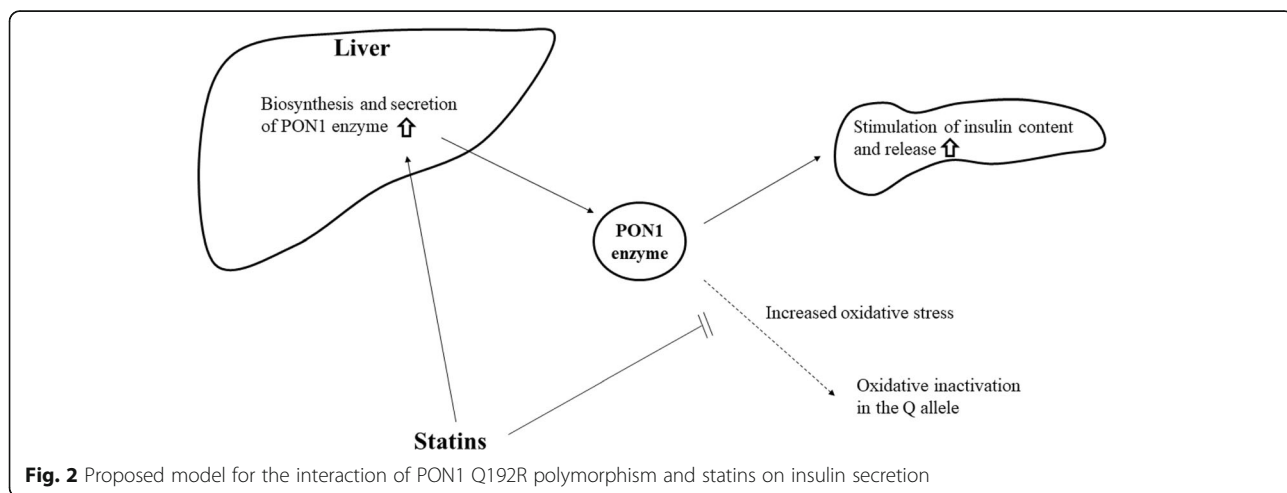 Liver
Biosynthesis and secretion
of PON1 enzyme
Stimulation of insulin content
and release
PON1
enzyme
Increased oxidative stress
Oxidative inactivation
in the Q allele
Statins
Fig. 2 Proposed model for the interaction of PON1 Q192R polymorphism and statins on insulin secretion